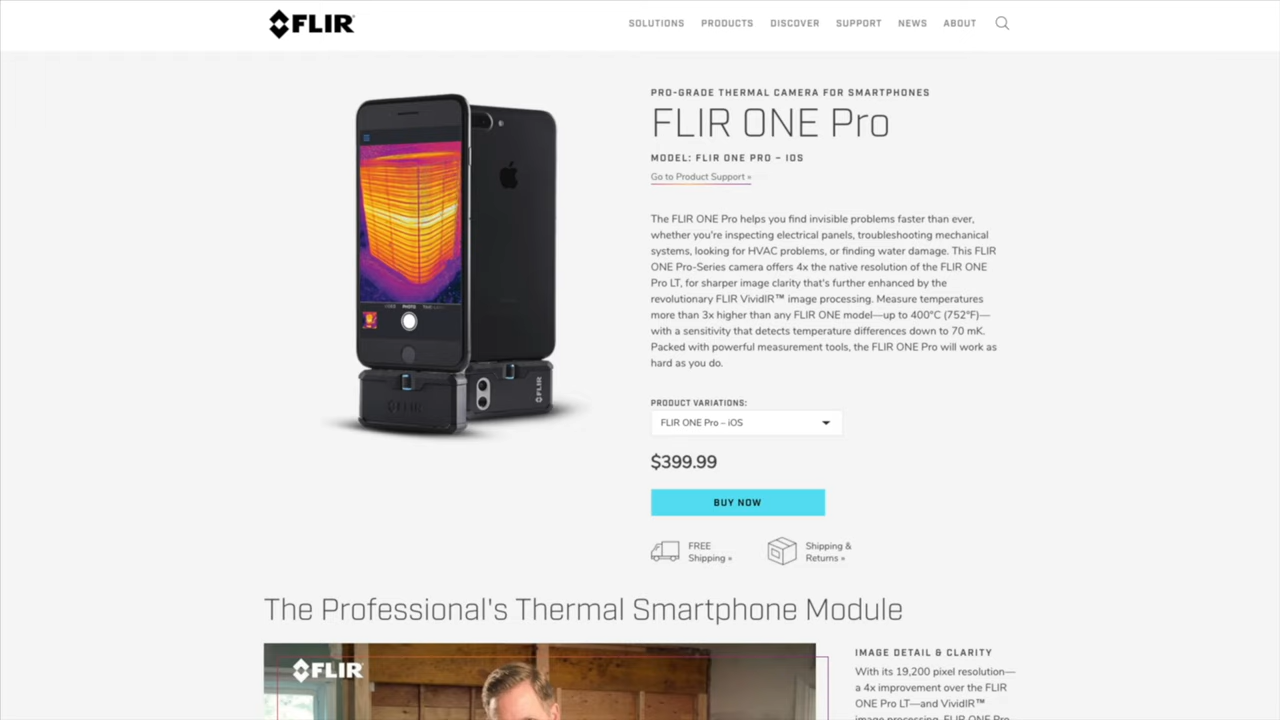 FLIR
SOLUTIONS PRODUCTS DISCOVER SUPPORT NEWS ABOUT
PRO-GRADE THERMAL CAMERA FOR SMARTPHONES
FLIR ONE Pro
MODEL: FLIR ONE PRO – IOS
Go to Product Support »
The FLIR ONE Pro helps you find invisible problems faster than ever,
whether you're inspecting electrical panels, troubleshooting mechanical
systems, looking for HVAC problems, or finding water damage. This FLIR
ONE Pro-Series camera offers 4x the native resolution of the FLIR ONE
Pro LT, for sharper image clarity that's further enhanced by the
revolutionary FLIR VividIR™ image processing. Measure temperatures
more than 3x higher than any FLIR ONE model—up to 400°C (752°F)—
with a sensitivity that detects temperature differences down to 70 mK.
Packed with powerful measurement tools, the FLIR ONE Pro will work as
hard as you do.
PHOTO
FLIR
FLIR
PRODUCT VARIATIONS:
FLIR ONE Pro – iOS
$399.99
BUY NOW
FREE
Shipping »
Shipping &
Returns »
The Professional's Thermal Smartphone Module
FLIR
IMAGE DETAIL & CLARITY
With its 19,200 pixel resolution—
a 4x improvement over the FLIR
ONE Pro LT—and VividIR™
image processing, FLIR ONE Pro